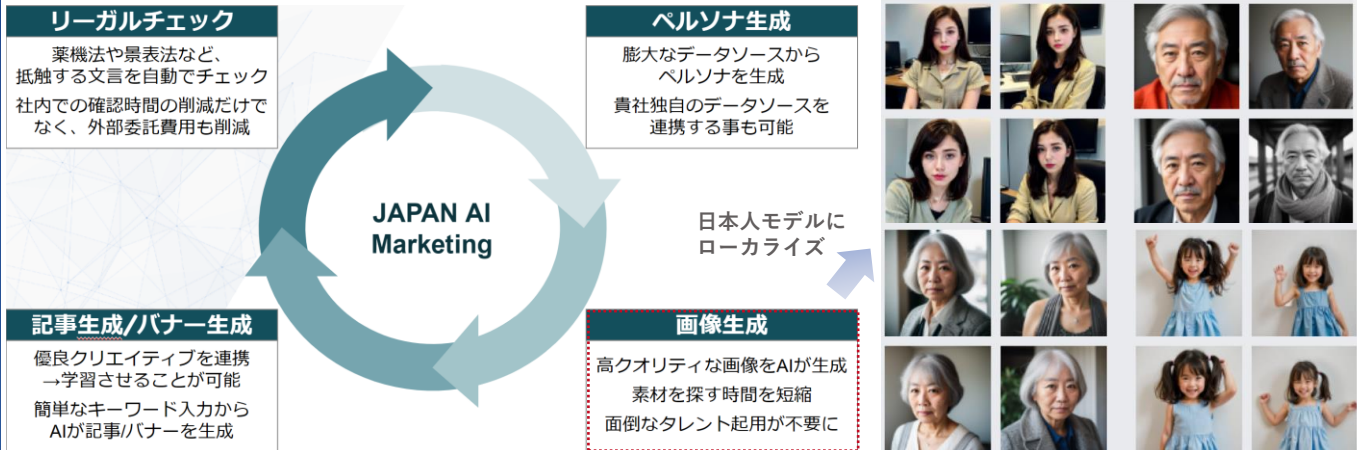 リーガルチェック
薬機法や景表法など、
抵触する文言を自動でチェック
社内での確認時間の削減だけで
なく、外部委託費用も削減
ペルソナ生成
膨大なデータソースから
ペルソナを生成
貴社独自のデータソースを
連携する事も可能
JAPAN AI
Marketing
日本人モデルに
ローカライズ
記事生成/バナー生成
優良クリエイティブを連携
→学習させることが可能
簡単なキーワード入力から
AIが記事/バナーを生成
画像生成
高クオリティな画像をAIが生成
素材を探す時間を短縮
面倒なタレント起用が不要に